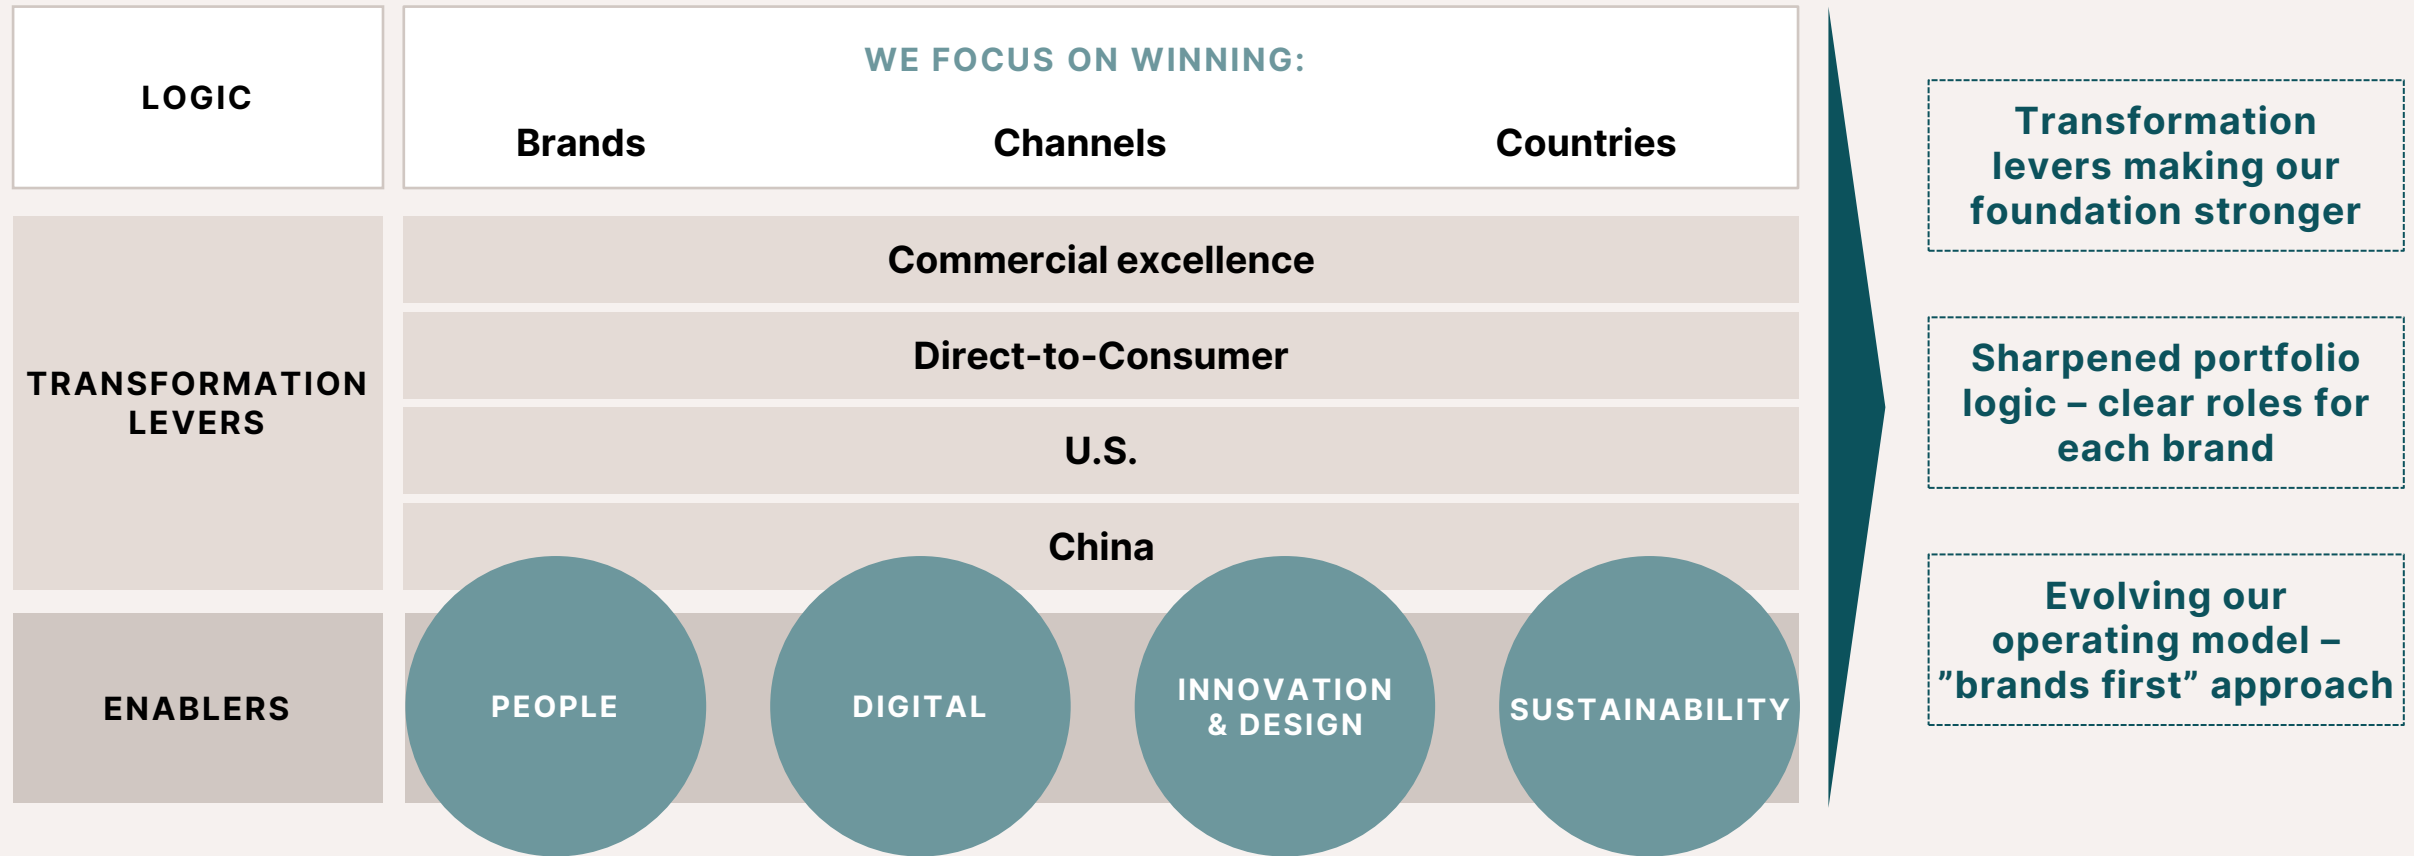 LOGIC
WE FOCUS ON WINNING:
Brands
Channels
Countries
TRANSFORMATION
LEVERS
Commercial excellence
Direct-to-Consumer
U.S.
China
ENABLERS
PEOPLE
DIGITAL
INNOVATION
& DESIGN
SUSTAINABILITY
Transformation
levers making our
foundation stronger
Sharpened portfolio
logic – clear roles for
each brand
Evolving our
operating model –
”brands first” approach